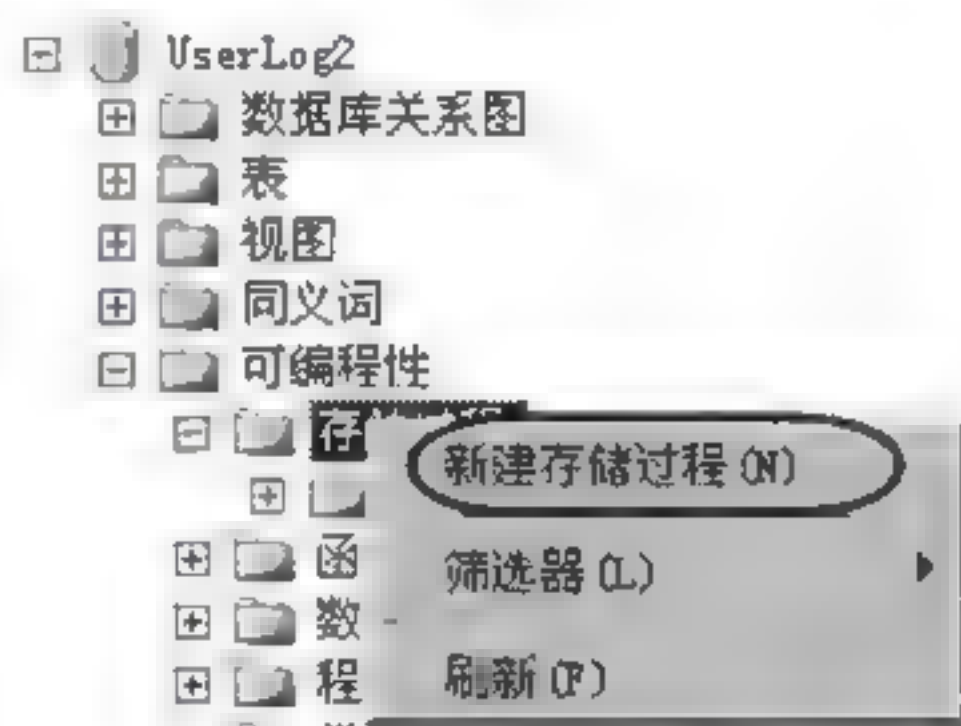 UserLog2
数据库关系图
表
视图
同义词
可编程性
存
新建存储过程(N)
函
筛选器(L)
数
程
刷新(F)